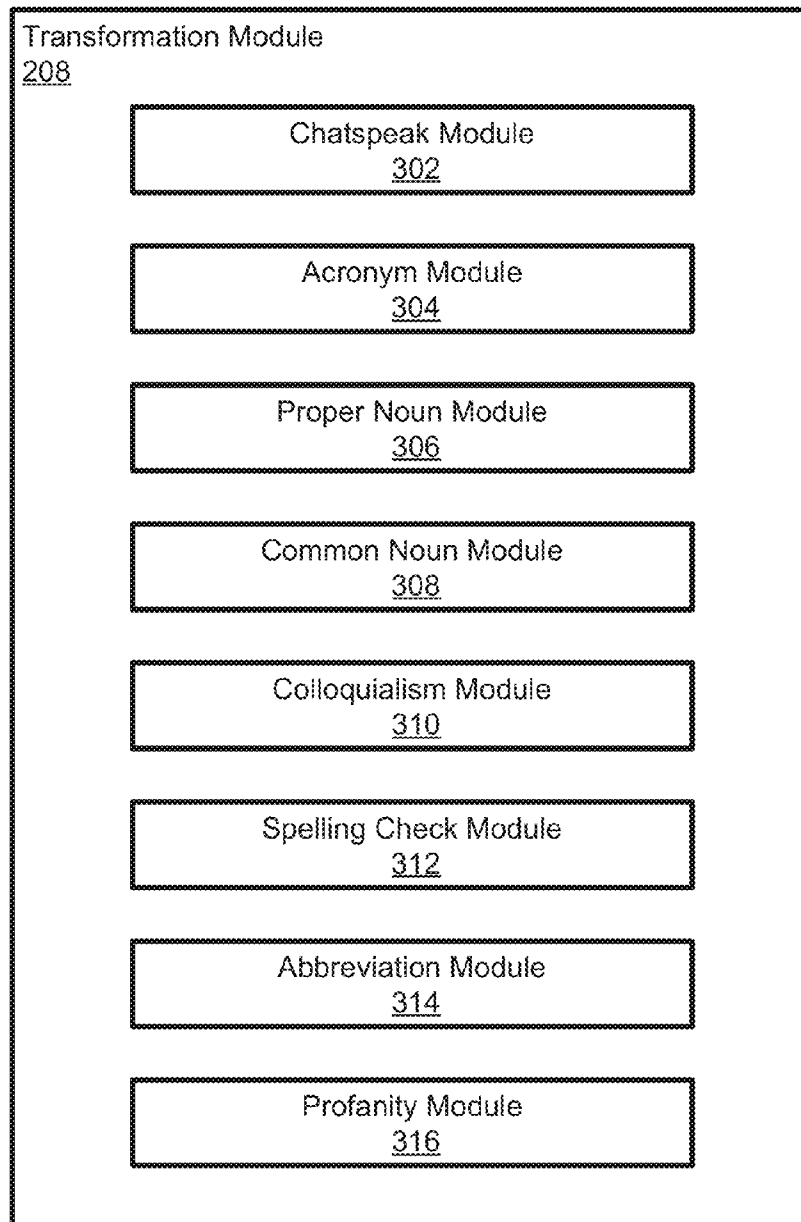 Transformation Module
208
Chatspeak Module
302
Acronym Module
304
Proper Noun Module
306
Common Noun Module
308
Colloquialism Module
310
Spelling Check Module
312
Abbreviation Module
314
Profanity Module
316